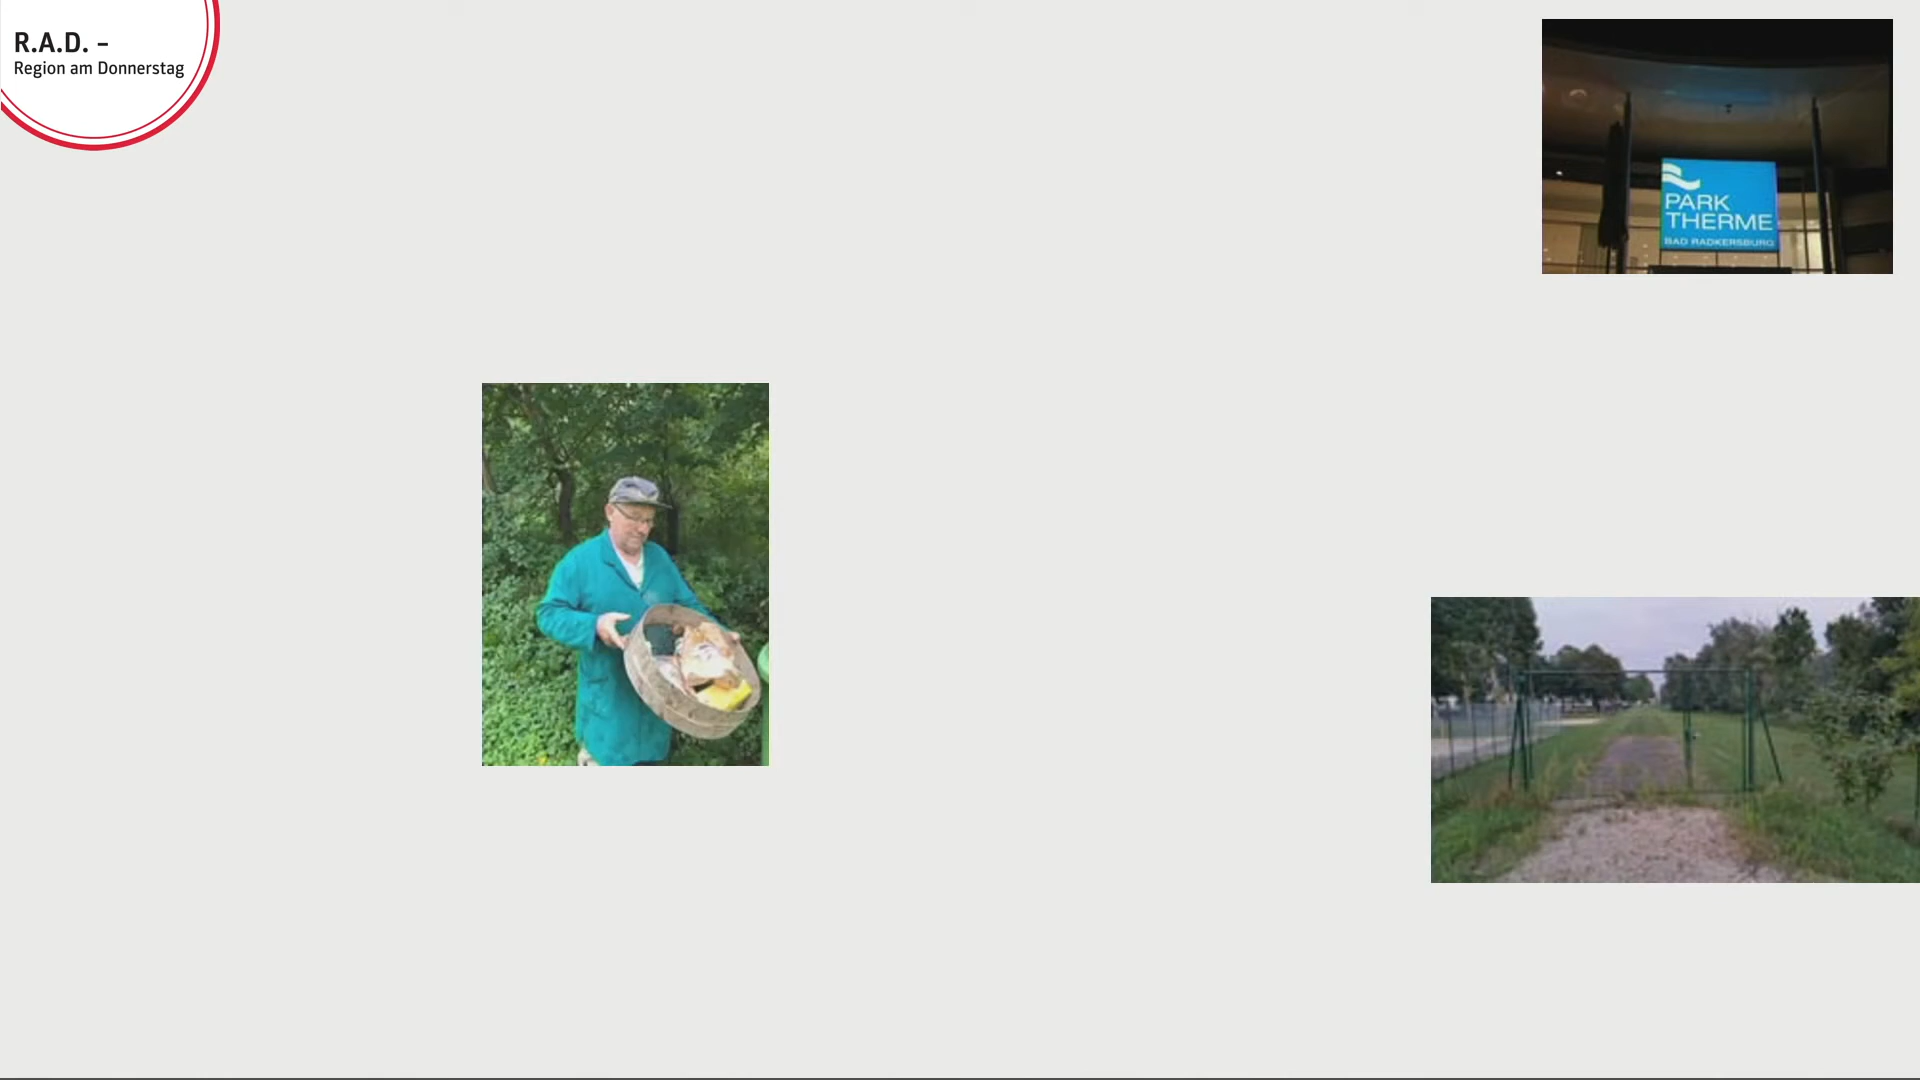 R.A.D. –
Region am Donnerstag
PARK
THERME
BAD RADKERSBURG